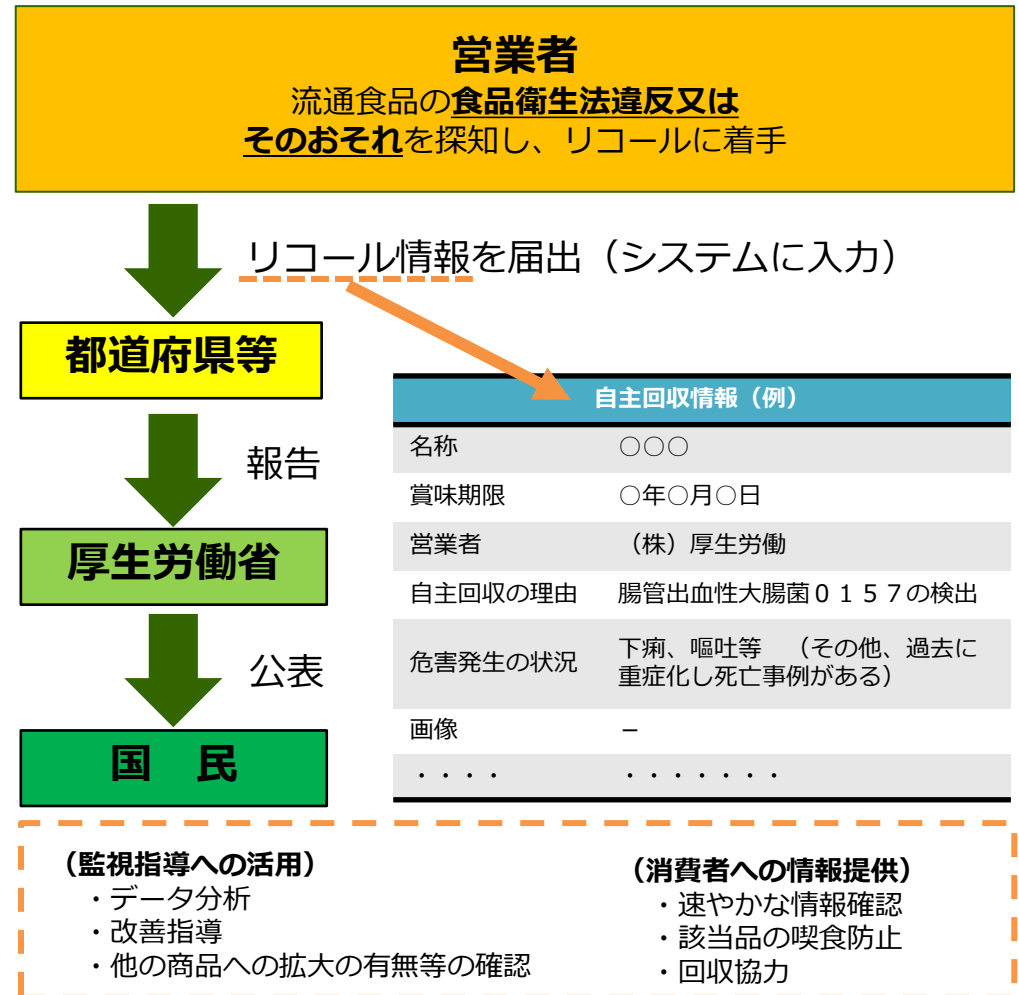 営業者
流通食品の食品衛生法違反又は
そのおそれを探知し、リコールに着手
リコール情報を届出（システムに入力）
都道府県等
報告
厚生労働省
公表
国　民
自主回収情報（例）
名称　○○○
賞味期限　○年○月○日
営業者　（株）厚生労働
自主回収の理由　腸管出血性大腸菌０１５７の検出
危害発生の状況　下痢、嘔吐等　（その他、過去に
重症化し死亡事例がある）
画像　－
・・・・　・・・・・・・
（監視指導への活用）
・データ分析
・改善指導
・他の商品への拡大の有無等の確認
（消費者への情報提供）
・速やかな情報確認
・該当品の喫食防止
・回収協力